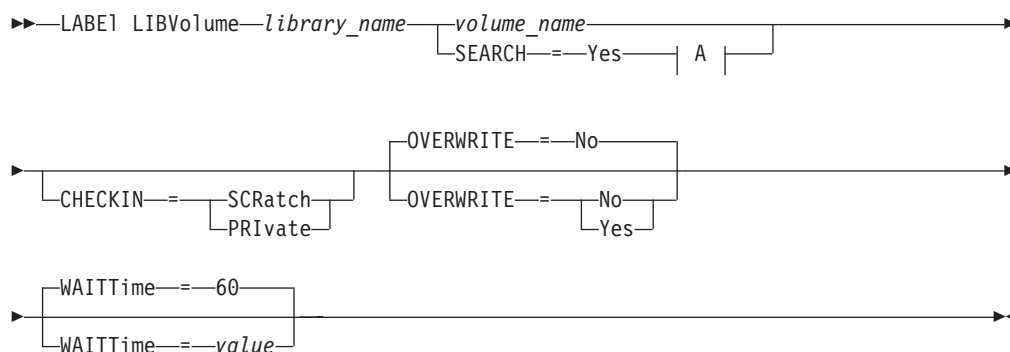 LABEl LIBVolume library_name volume_name
SEARCH = Yes A
OVERWRITE = No
CHECKIN = SCRatch OVERWRITE = No
PRIvate Yes
WAITTime = 60
WAITTime = value